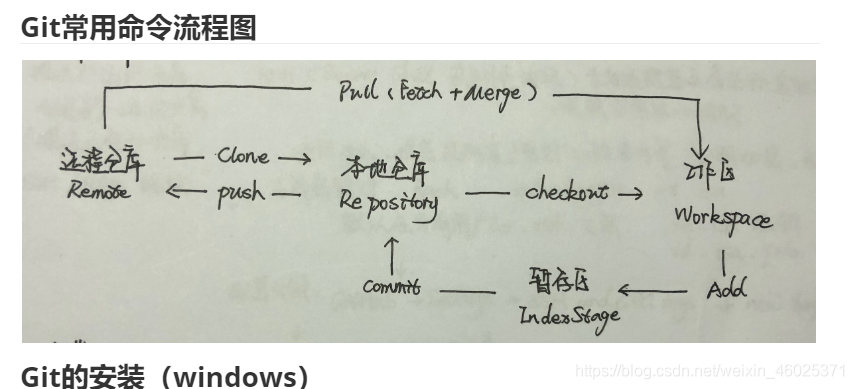 Git常用命令流程图
Pull (Fetch + Merge)
远程仓库
Remote
Clone
push
本地仓库
Repository
checkout
工作区
Workspace
Commit
暂存区
Index Stage
Add
Git的安装（windows）
https://blog.csdn.net/weixin_46025371